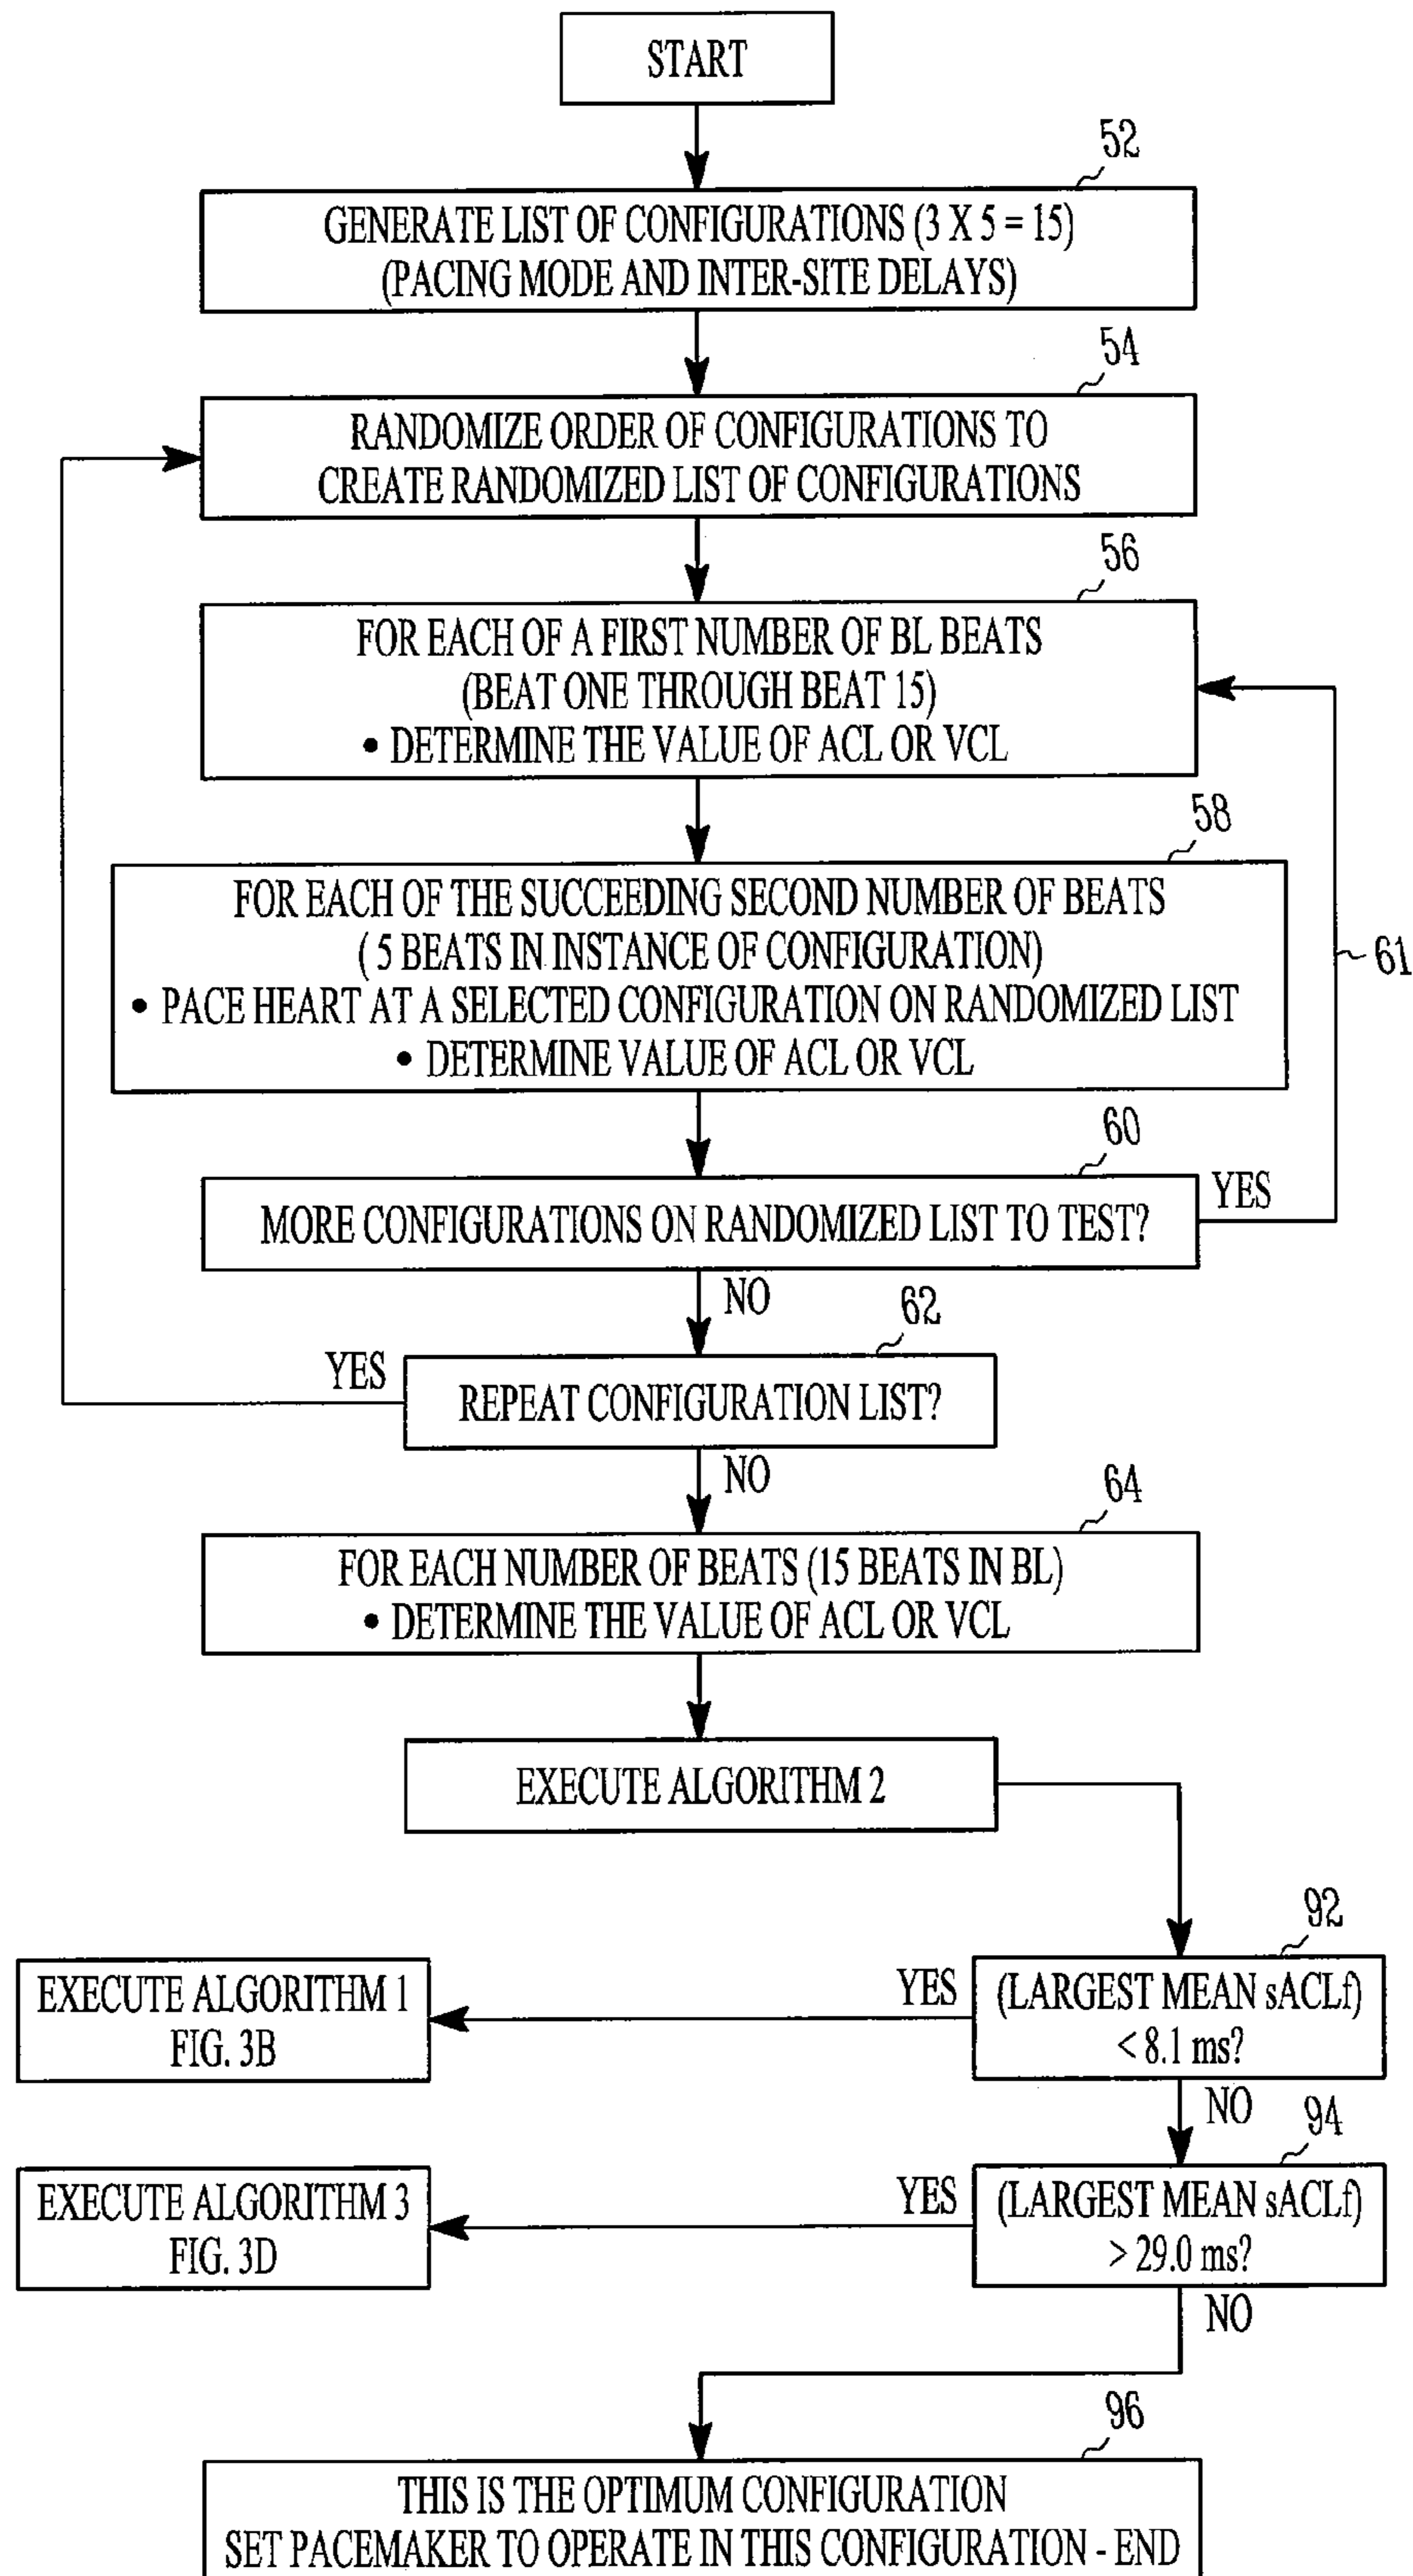 START
52
GENERATE LIST OF CONFIGURATIONS (3 X 5 = 15)
(PACING MODE AND INTER-SITE DELAYS)
54
RANDOMIZE ORDER OF CONFIGURATIONS TO
CREATE RANDOMIZED LIST OF CONFIGURATIONS
56
FOR EACH OF A FIRST NUMBER OF BL BEATS
(BEAT ONE THROUGH BEAT 15)
• DETERMINE THE VALUE OF ACL OR VCL
58
FOR EACH OF THE SUCCEEDING SECOND NUMBER OF BEATS
( 5 BEATS IN INSTANCE OF CONFIGURATION)
• PACE HEART AT A SELECTED CONFIGURATION ON RANDOMIZED LIST
• DETERMINE VALUE OF ACL OR VCL
61
60
MORE CONFIGURATIONS ON RANDOMIZED LIST TO TEST?
YES
NO
62
YES
REPEAT CONFIGURATION LIST?
NO
64
FOR EACH NUMBER OF BEATS (15 BEATS IN BL)
• DETERMINE THE VALUE OF ACL OR VCL
EXECUTE ALGORITHM 2
92
(LARGEST MEAN sACLf)
< 8.1 ms?
YES
EXECUTE ALGORITHM 1
FIG. 3B
NO
94
(LARGEST MEAN sACLf)
> 29.0 ms?
YES
EXECUTE ALGORITHM 3
FIG. 3D
NO
96
THIS IS THE OPTIMUM CONFIGURATION
SET PACEMAKER TO OPERATE IN THIS CONFIGURATION - END